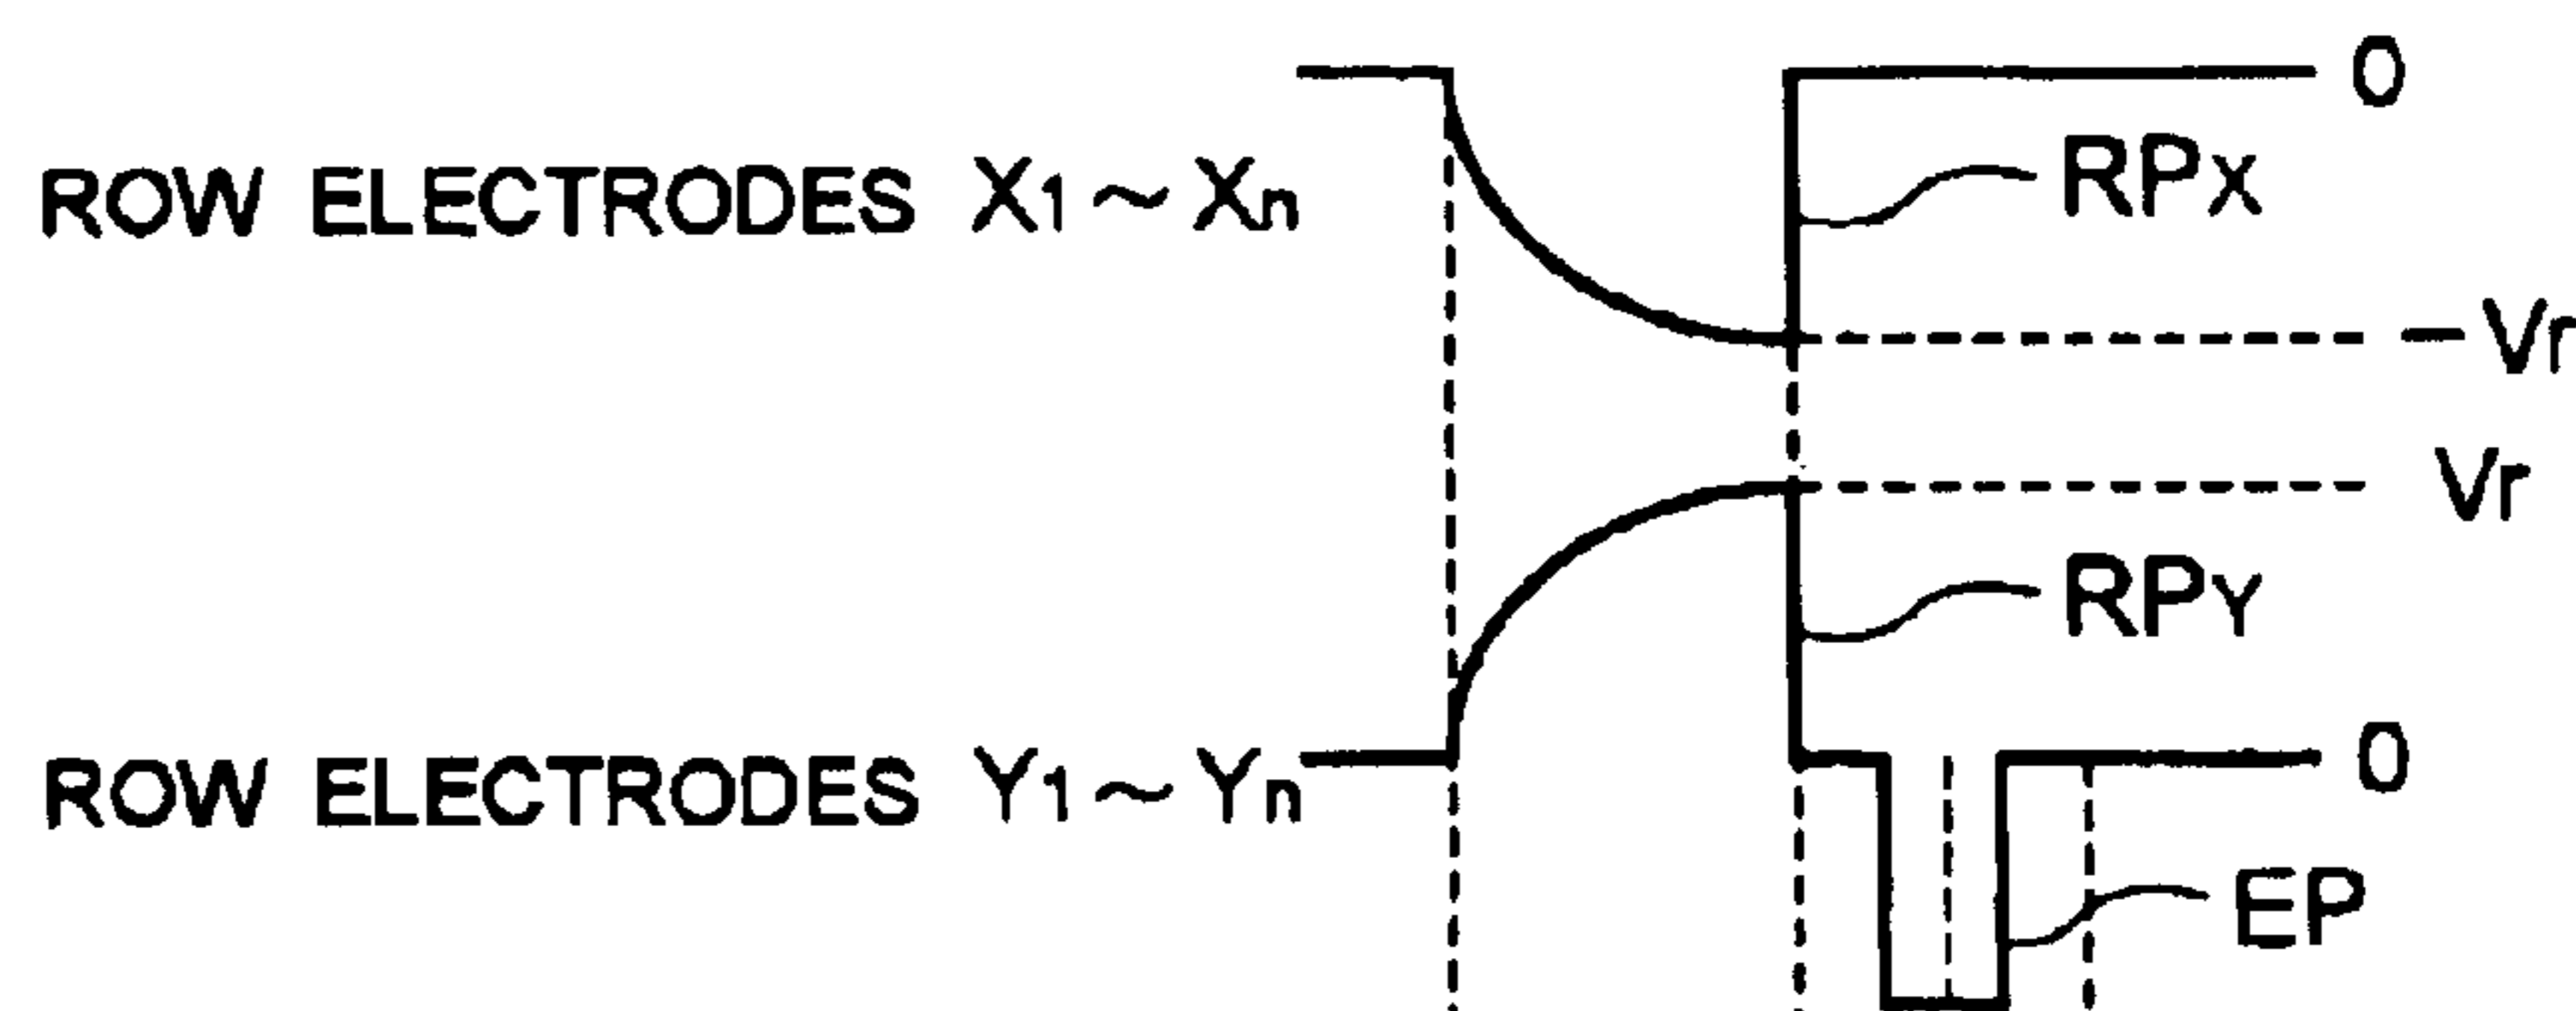 0
ROW ELECTRODES X1~Xn
RPX
−Vr
Vr
RPY
ROW ELECTRODES Y1~Yn
0
EP